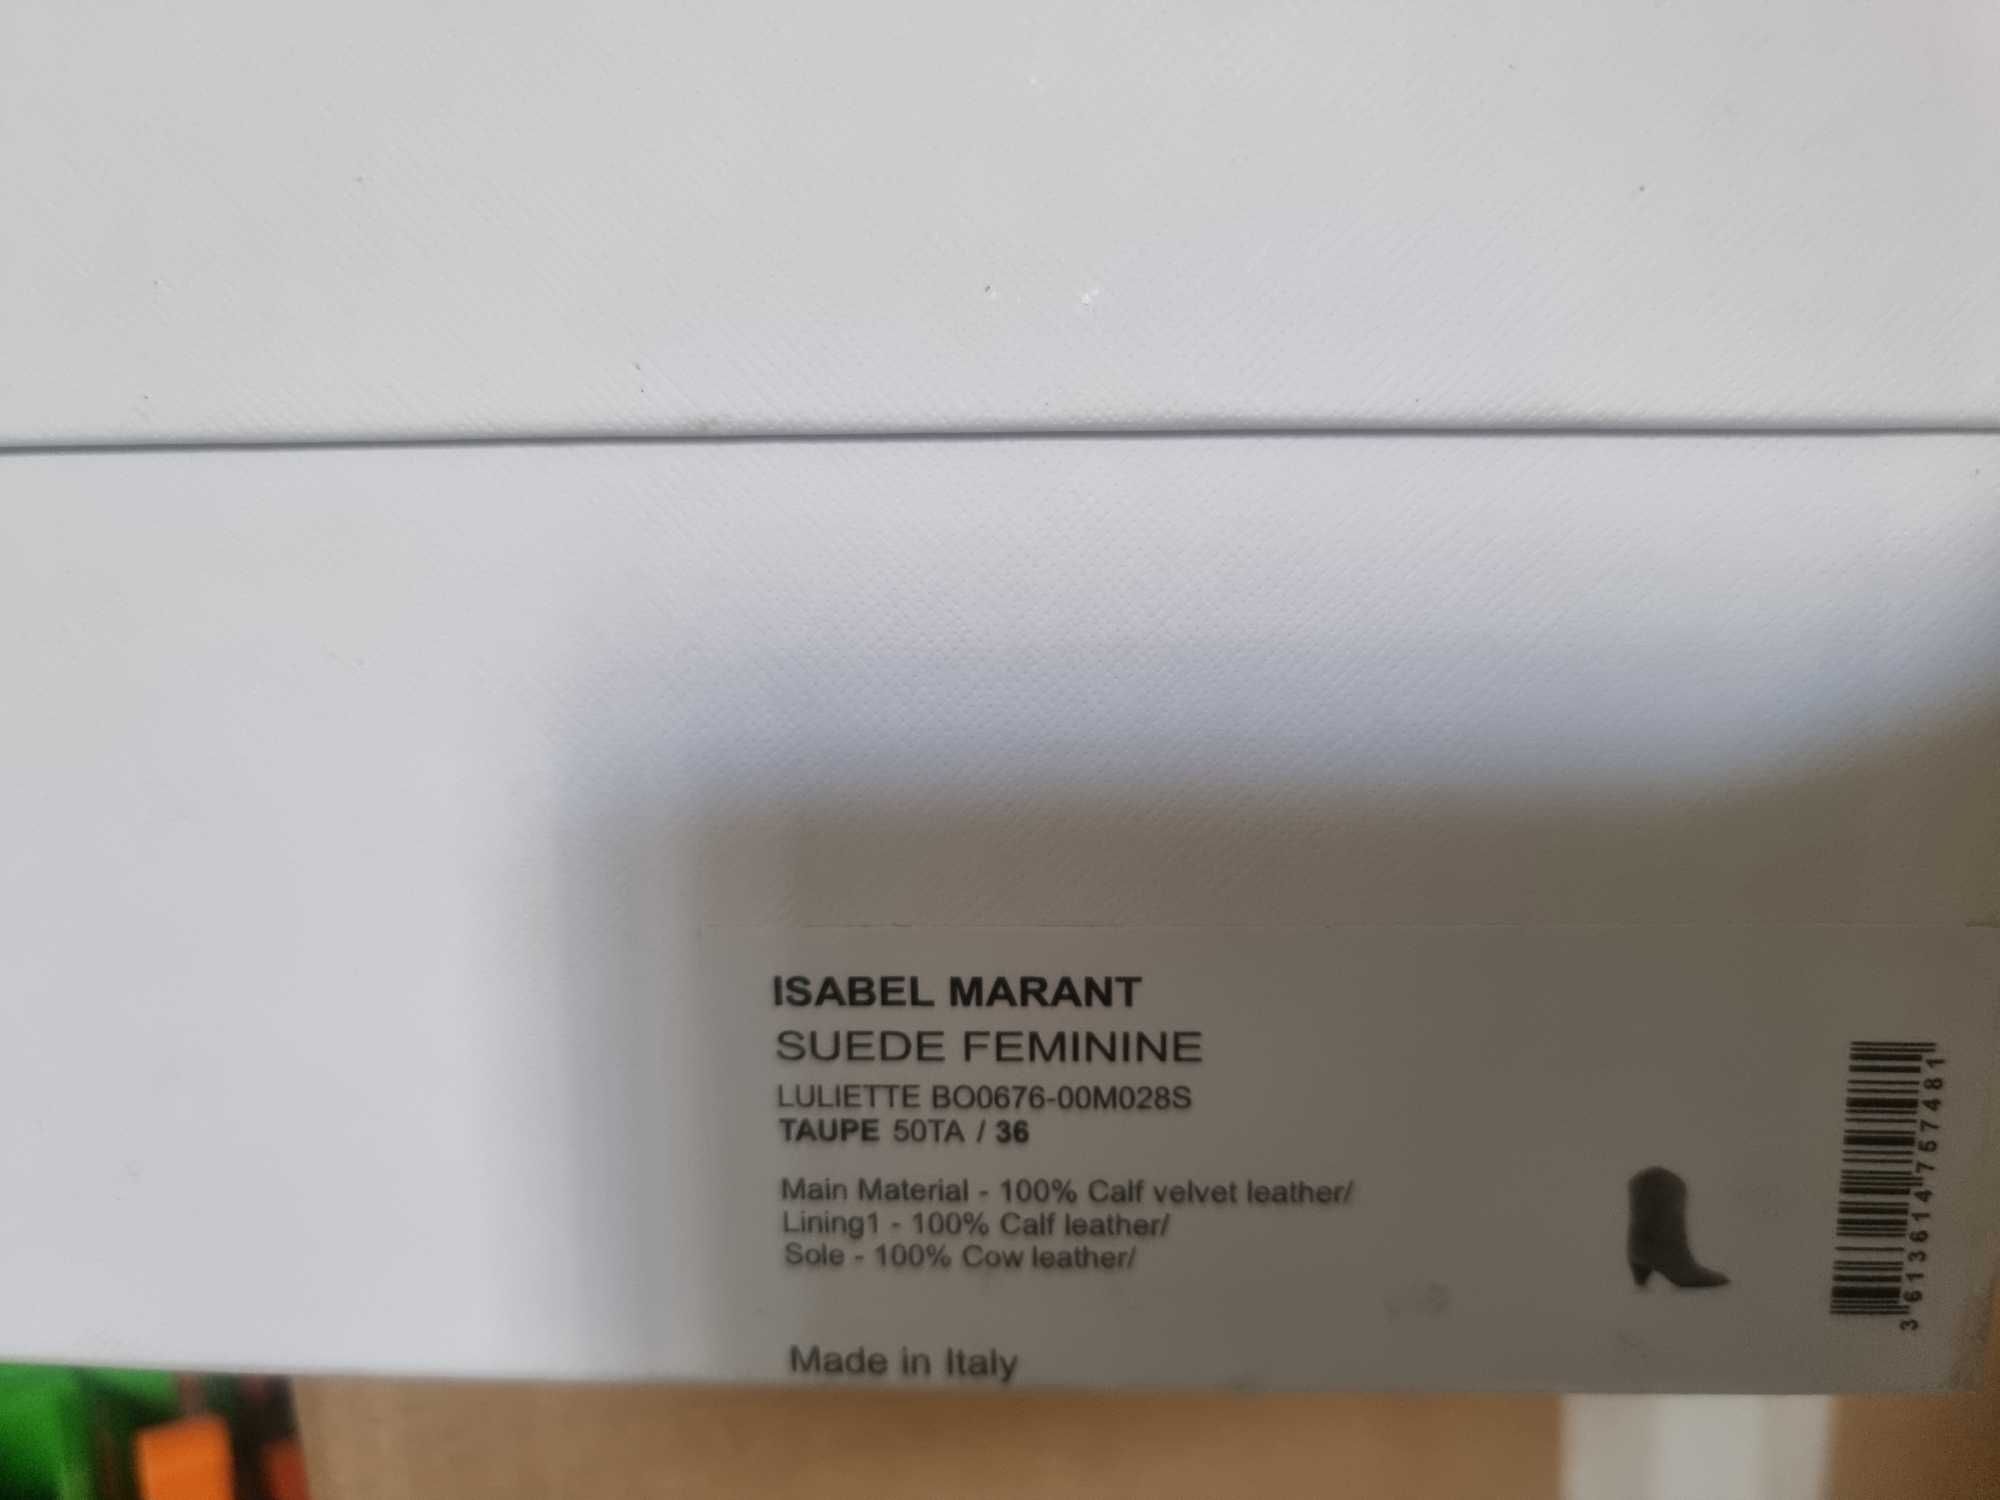 ISABEL MARANT
SUEDE FEMININE
LULIETTE BO0676-00M028S
TAUPE 50TA / 36
Main Material - 100% Calf velvet leather/
Lining1 - 100% Calf leather/
Sole - 100% Cow leather/
Made in Italy
3613614757481